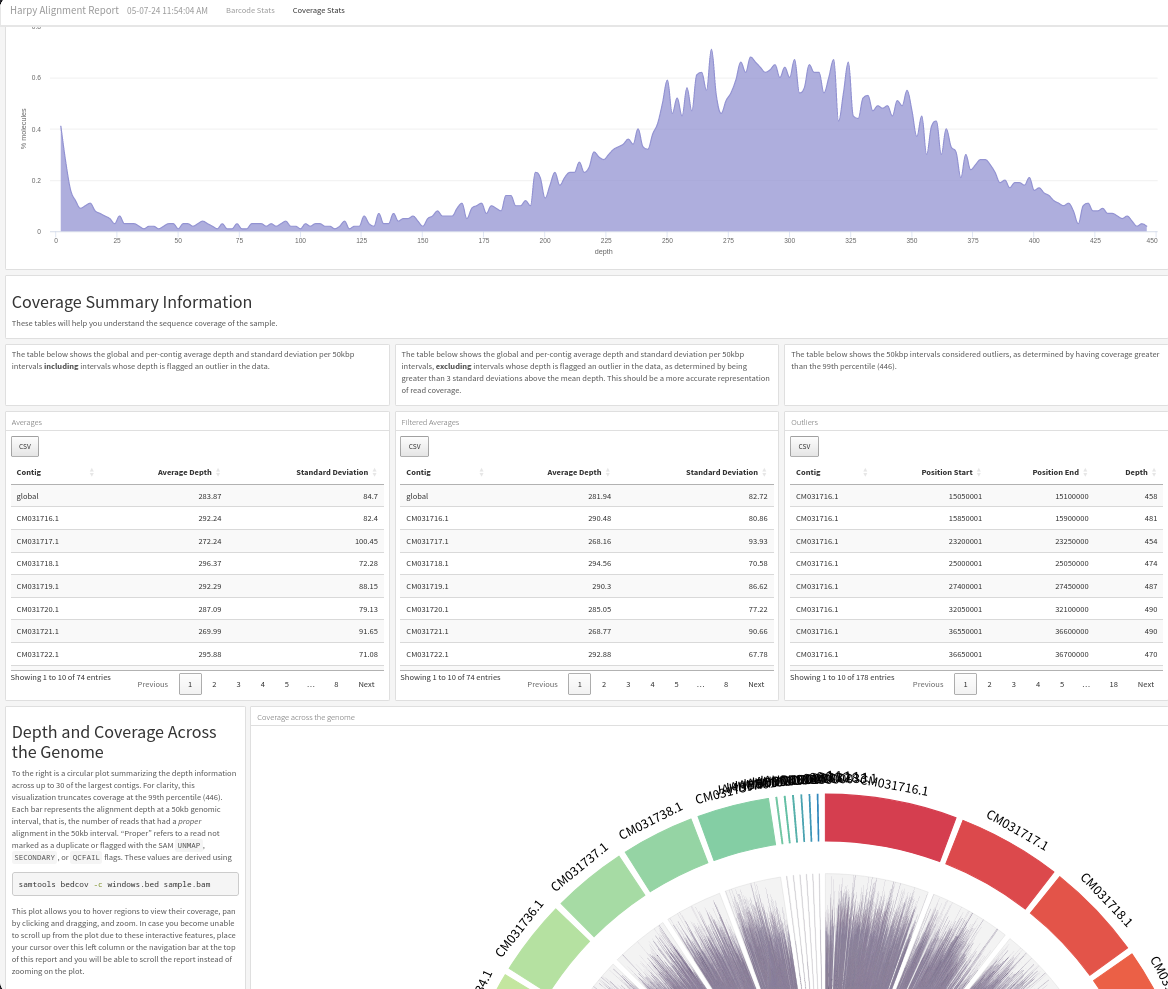 Harpy Alignment Report 05-07-24 11:54:04 AM Barcode Stats Coverage Stats
0.6
0.4
0.2
0
% molecules
0 25 50 75 100 125 150 175 200 225 250 275 300 325 350 375 400 425 450
depth
Coverage Summary Information
These tables will help you understand the sequence coverage of the sample.
The table below shows the global and per-contig average depth and standard deviation per 50kbp
intervals including intervals whose depth is flagged an outlier in the data.
The table below shows the global and per-contig average depth and standard deviation per 50kbp
intervals, excluding intervals whose depth is flagged an outlier in the data, as determined by being
greater than 3 standard deviations above the mean depth. This should be a more accurate representation
of read coverage.
The table below shows the 50kbp intervals considered outliers, as determined by having coverage greater
than the 99th percentile (446).
Averages
CSV
Contig Average Depth Standard Deviation
global 283.87 84.7
CM031716.1 292.24 82.4
CM031717.1 272.24 100.45
CM031718.1 296.37 72.28
CM031719.1 292.29 88.15
CM031720.1 287.09 79.13
CM031721.1 269.99 91.65
CM031722.1 295.88 71.08
Showing 1 to 10 of 74 entries
Previous 1 2 3 4 5 … 8 Next
Filtered Averages
CSV
Contig Average Depth Standard Deviation
global 281.94 82.72
CM031716.1 290.48 80.86
CM031717.1 268.16 93.93
CM031718.1 294.56 70.58
CM031719.1 290.3 86.62
CM031720.1 285.05 77.22
CM031721.1 268.77 90.66
CM031722.1 292.88 67.78
Showing 1 to 10 of 74 entries
Previous 1 2 3 4 5 … 8 Next
Outliers
CSV
Contig Position Start Position End Depth
CM031716.1 15050001 15100000 458
CM031716.1 15850001 15900000 481
CM031716.1 23200001 23250000 454
CM031716.1 25000001 25050000 474
CM031716.1 27400001 27450000 487
CM031716.1 32050001 32100000 490
CM031716.1 36550001 36600000 490
CM031716.1 36650001 36700000 470
Showing 1 to 10 of 178 entries
Previous 1 2 3 4 5 … 18 Next
Depth and Coverage Across
the Genome
To the right is a circular plot summarizing the depth information
across up to 30 of the largest contigs. For clarity, this
visualization truncates coverage at the 99th percentile (446).
Each bar represents the alignment depth at a 50kb genomic
interval, that is, the number of reads that had a proper
alignment in the 50kb interval. "Proper" refers to a read not
marked as a duplicate or flagged with the SAM UNMAP ,
SECONDARY , or QCFAIL flags. These values are derived using
samtools bedcov -c windows.bed sample.bam
This plot allows you to hover regions to view their coverage, pan
by clicking and dragging, and zoom. In case you become unable
to scroll up from the plot due to these interactive features, place
your cursor over this left column or the navigation bar at the top
of this report and you will be able to scroll the report instead of
zooming on the plot.
Coverage across the genome
CM031736.1
CM031737.1
CM031738.1
CM031716.1
CM031717.1
CM031718.1